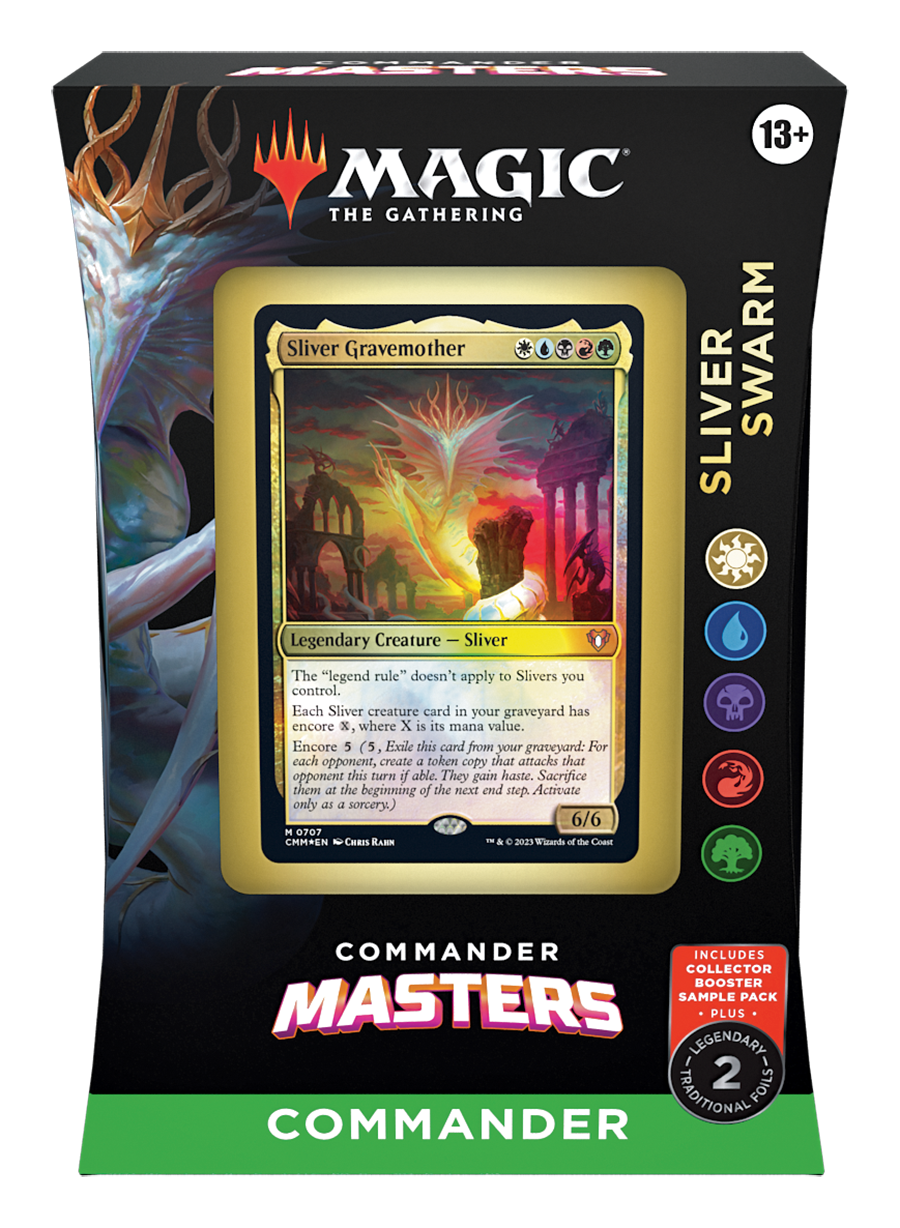 COMMANDER
MASTERS
13+
MAGIC
THE GATHERING
SLIVER
SWARM
Sliver Gravemother
Legendary Creature — Sliver
The “legend rule” doesn’t apply to Slivers you
control.
Each Sliver creature card in your graveyard has
encore X, where X is its mana value.
Encore 5 (5, Exile this card from your graveyard: For
each opponent, create a token copy that attacks that
opponent this turn if able. They gain haste. Sacrifice
them at the beginning of the next end step. Activate
only as a sorcery.)
6/6
M 0707
CMM★EN Chris Rahn
™ & © 2023 Wizards of the Coast
COMMANDER
MASTERS
INCLUDES
COLLECTOR
BOOSTER
SAMPLE PACK
• PLUS •
LEGENDARY
2
TRADITIONAL FOILS
COMMANDER